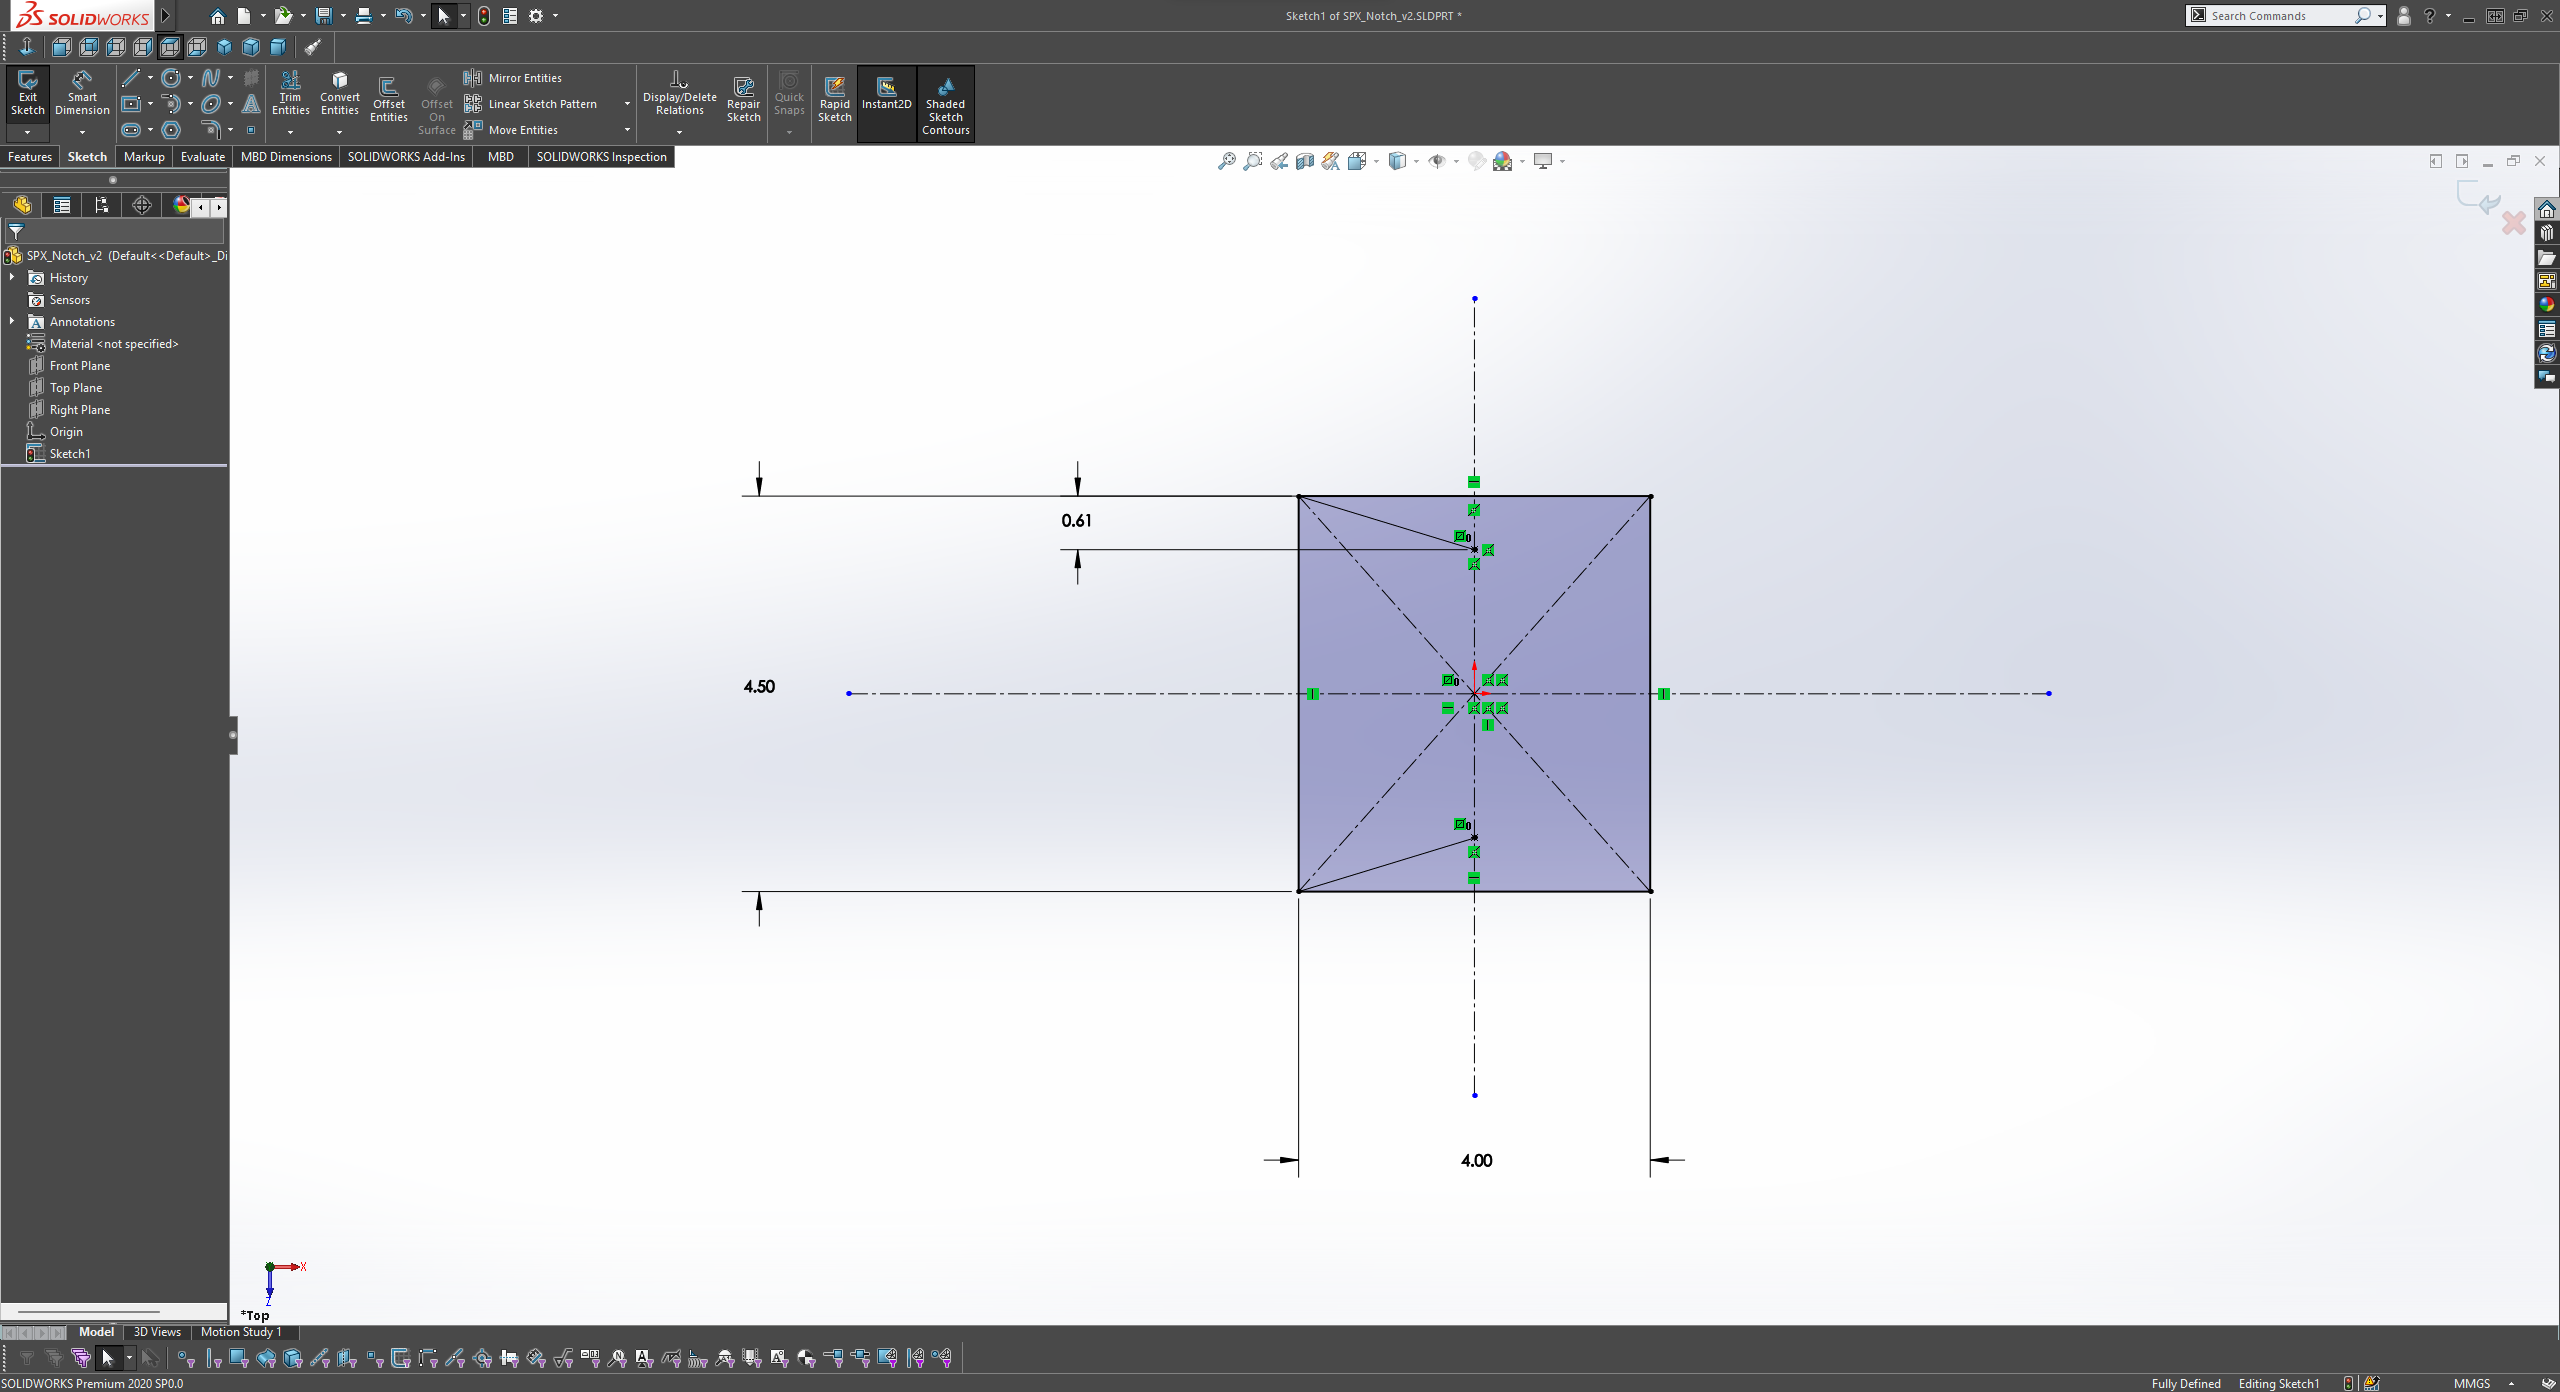 SOLIDWORKS
Sketch1 of SPX_Notch_v2.SLDPRT *
Search Commands
Exit Sketch
Smart Dimension
Trim Entities
Convert Entities
Offset Entities
Offset On Surface
Mirror Entities
Linear Sketch Pattern
Move Entities
Display/Delete Relations
Repair Sketch
Quick Snaps
Rapid Sketch
Instant2D
Shaded Sketch Contours
Features Sketch Markup Evaluate MBD Dimensions SOLIDWORKS Add-Ins MBD SOLIDWORKS Inspection
SPX_Notch_v2 (Default<<Default>_Di
History
Sensors
Annotations
Material <not specified>
Front Plane
Top Plane
Right Plane
Origin
Sketch1
0.61
0
4.50
0
0
4.00
X
Z
*Top
Model 3D Views Motion Study 1
SOLIDWORKS Premium 2020 SP0.0
Fully Defined Editing Sketch1 MMGS